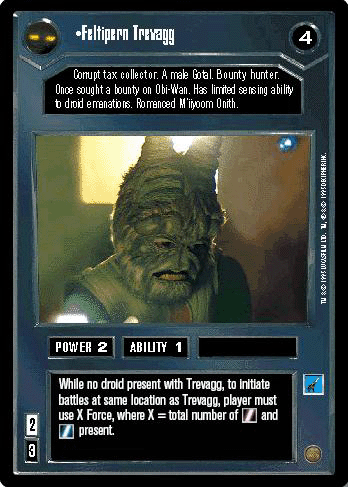 •Feltipern Trevagg
4
Corrupt tax collector. A male Gotal. Bounty hunter.
Once sought a bounty on Obi-Wan. Has limited sensing ability
to droid emanations. Romanced M'iiyoom Onith.
POWER 2
ABILITY 1
While no droid present with Trevagg, to initiate
battles at same location as Trevagg, player must
use X Force, where X = total number of and
present.
2
3